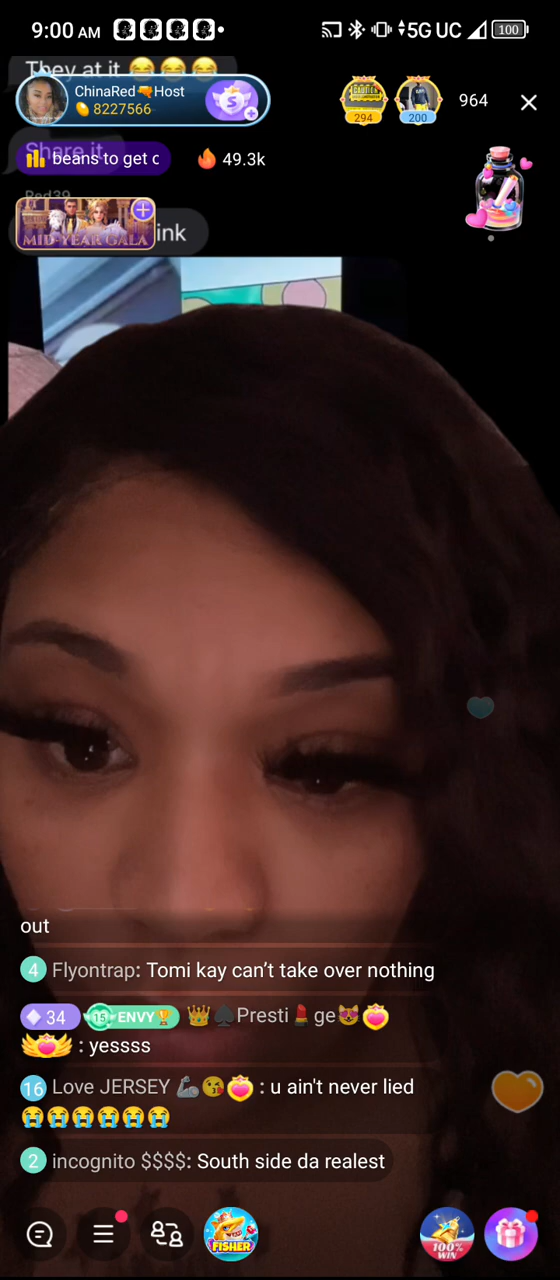 9:00 AM
5G UC
100
They at it 😂😂😂
ChinaRed🔫Host
8227566
S
294
200
964
Share it
beans to get c
49.3k
Red39
MID-YEAR GALA
ink
out
4 Flyontrap: Tomi kay can't take over nothing
34 15 ENVY🏆 👑♠Presti💄ge😻
: yessss
16 Love JERSEY 🦾😘 : u ain't never lied
😭😭😭😭😭😭
2 incognito $$$$: South side da realest
FISHER
100%
WIN